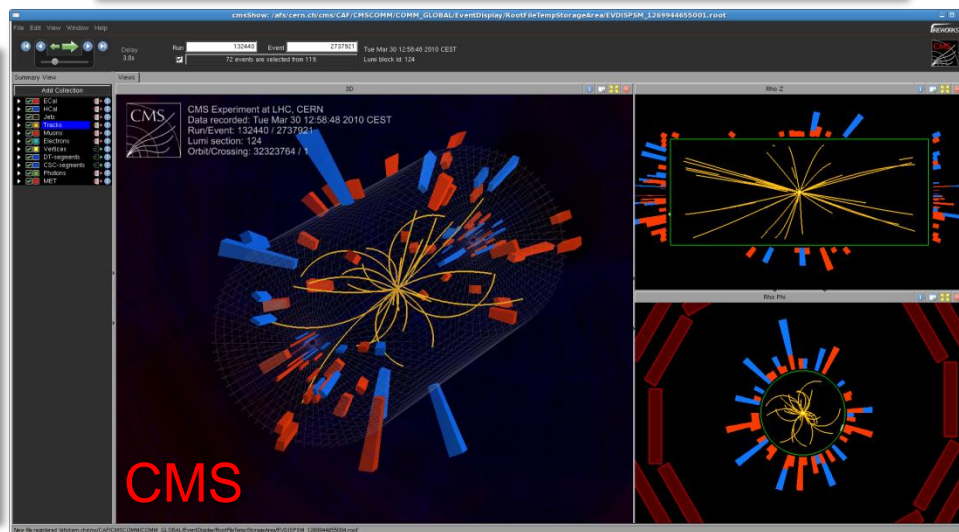 cmsShow: /afs/cern.ch/cms/CAF/CMSCOMM/COMM_GLOBAL/EventDisplay/RootFileTempStorageArea/EVDISPSM_1269944655001.root
File Edit View Window Help
FIREWORKS
Delay
3.0s
Run 132440 Event 2737921 Tue Mar 30 12:58:48 2010 CEST
72 events are selected from 119. Lumi block id: 124
CMS
Summary View
Views
Add Collection
3D
Rho Z
ECal
HCal
Jets
Tracks
Muons
Electrons
Vertices
DT-segments
CSC-segments
Photons
MET
CMS
CMS Experiment at LHC, CERN
Data recorded: Tue Mar 30 12:58:48 2010 CEST
Run/Event: 132440 / 2737921
Lumi section: 124
Orbit/Crossing: 32323764 / 1
Rho Phi
CMS